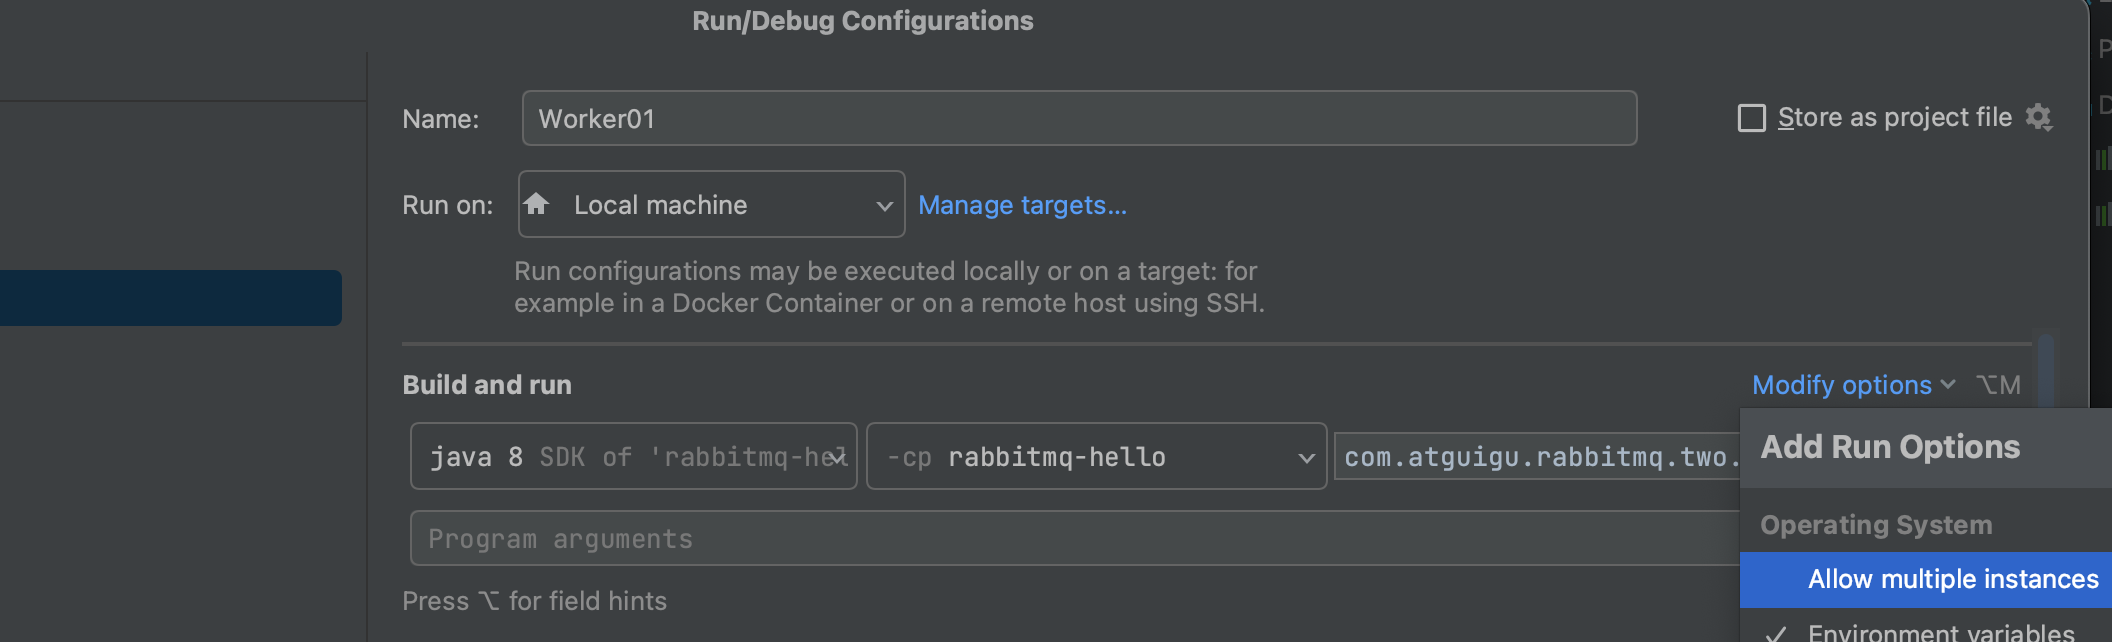 Run/Debug Configurations
Name: Worker01 Store as project file
Run on: Local machine Manage targets...
Run configurations may be executed locally or on a target: for
example in a Docker Container or on a remote host using SSH.
Build and run Modify options ⌥M
java 8 SDK of 'rabbitmq-hel -cp rabbitmq-hello com.atguigu.rabbitmq.two.
Add Run Options
Operating System
Program arguments
Allow multiple instances
Press ⌥ for field hints
Environment variables